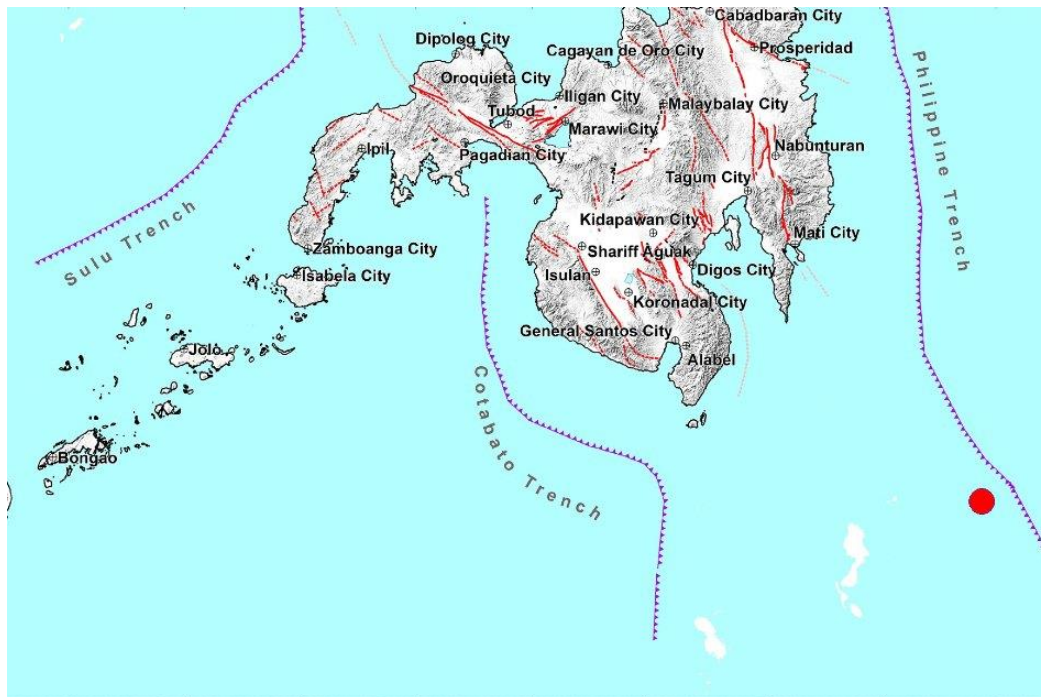 Cabadbaran City
Dipolog City
Cagayan de Oro City
Prosperidad
Oroquieta City
Iligan City
Malaybalay City
Tubod
Marawi City
Ipil
Pagadian City
Nabunturan
Tagum City
Philippine Trench
Kidapawan City
Mati City
Sulu Trench
Zamboanga City
Shariff Aguak
Isabela City
Isulan
Digos City
Koronadal City
General Santos City
Jolo
Alabel
Cotabato Trench
Bongao